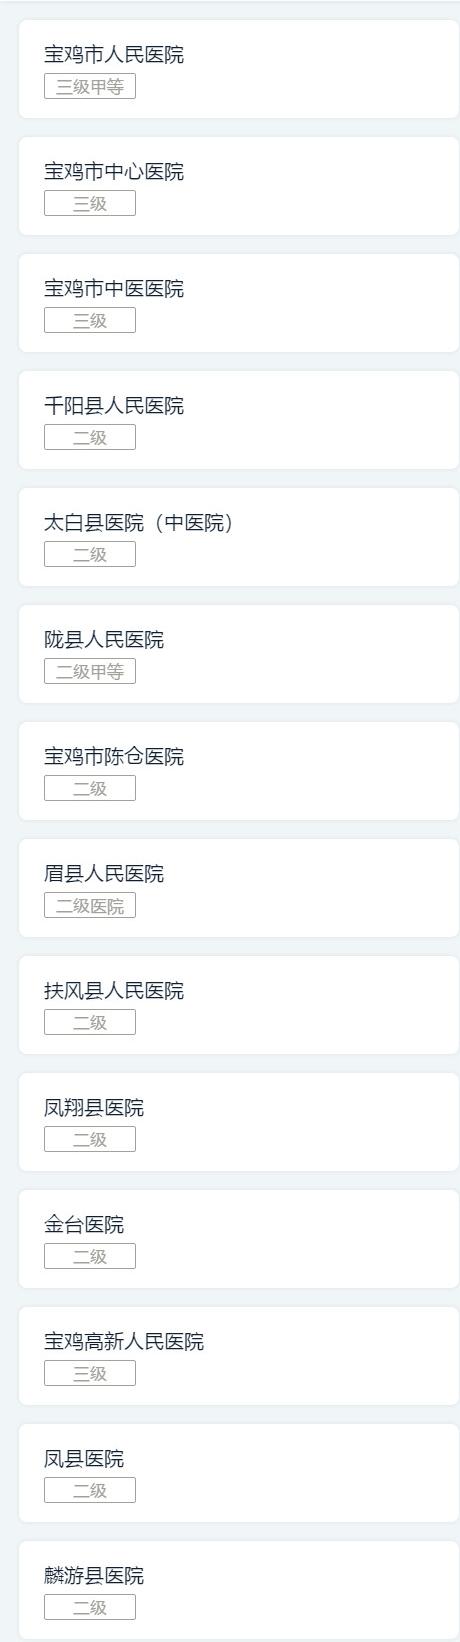 宝鸡市人民医院
三级甲等
宝鸡市中心医院
三级
宝鸡市中医医院
三级
千阳县人民医院
二级
太白县医院（中医院）
二级
陇县人民医院
二级甲等
宝鸡市陈仓医院
二级
眉县人民医院
二级医院
扶风县人民医院
二级
凤翔县医院
二级
金台医院
二级
宝鸡高新人民医院
三级
凤县医院
二级
麟游县医院
二级